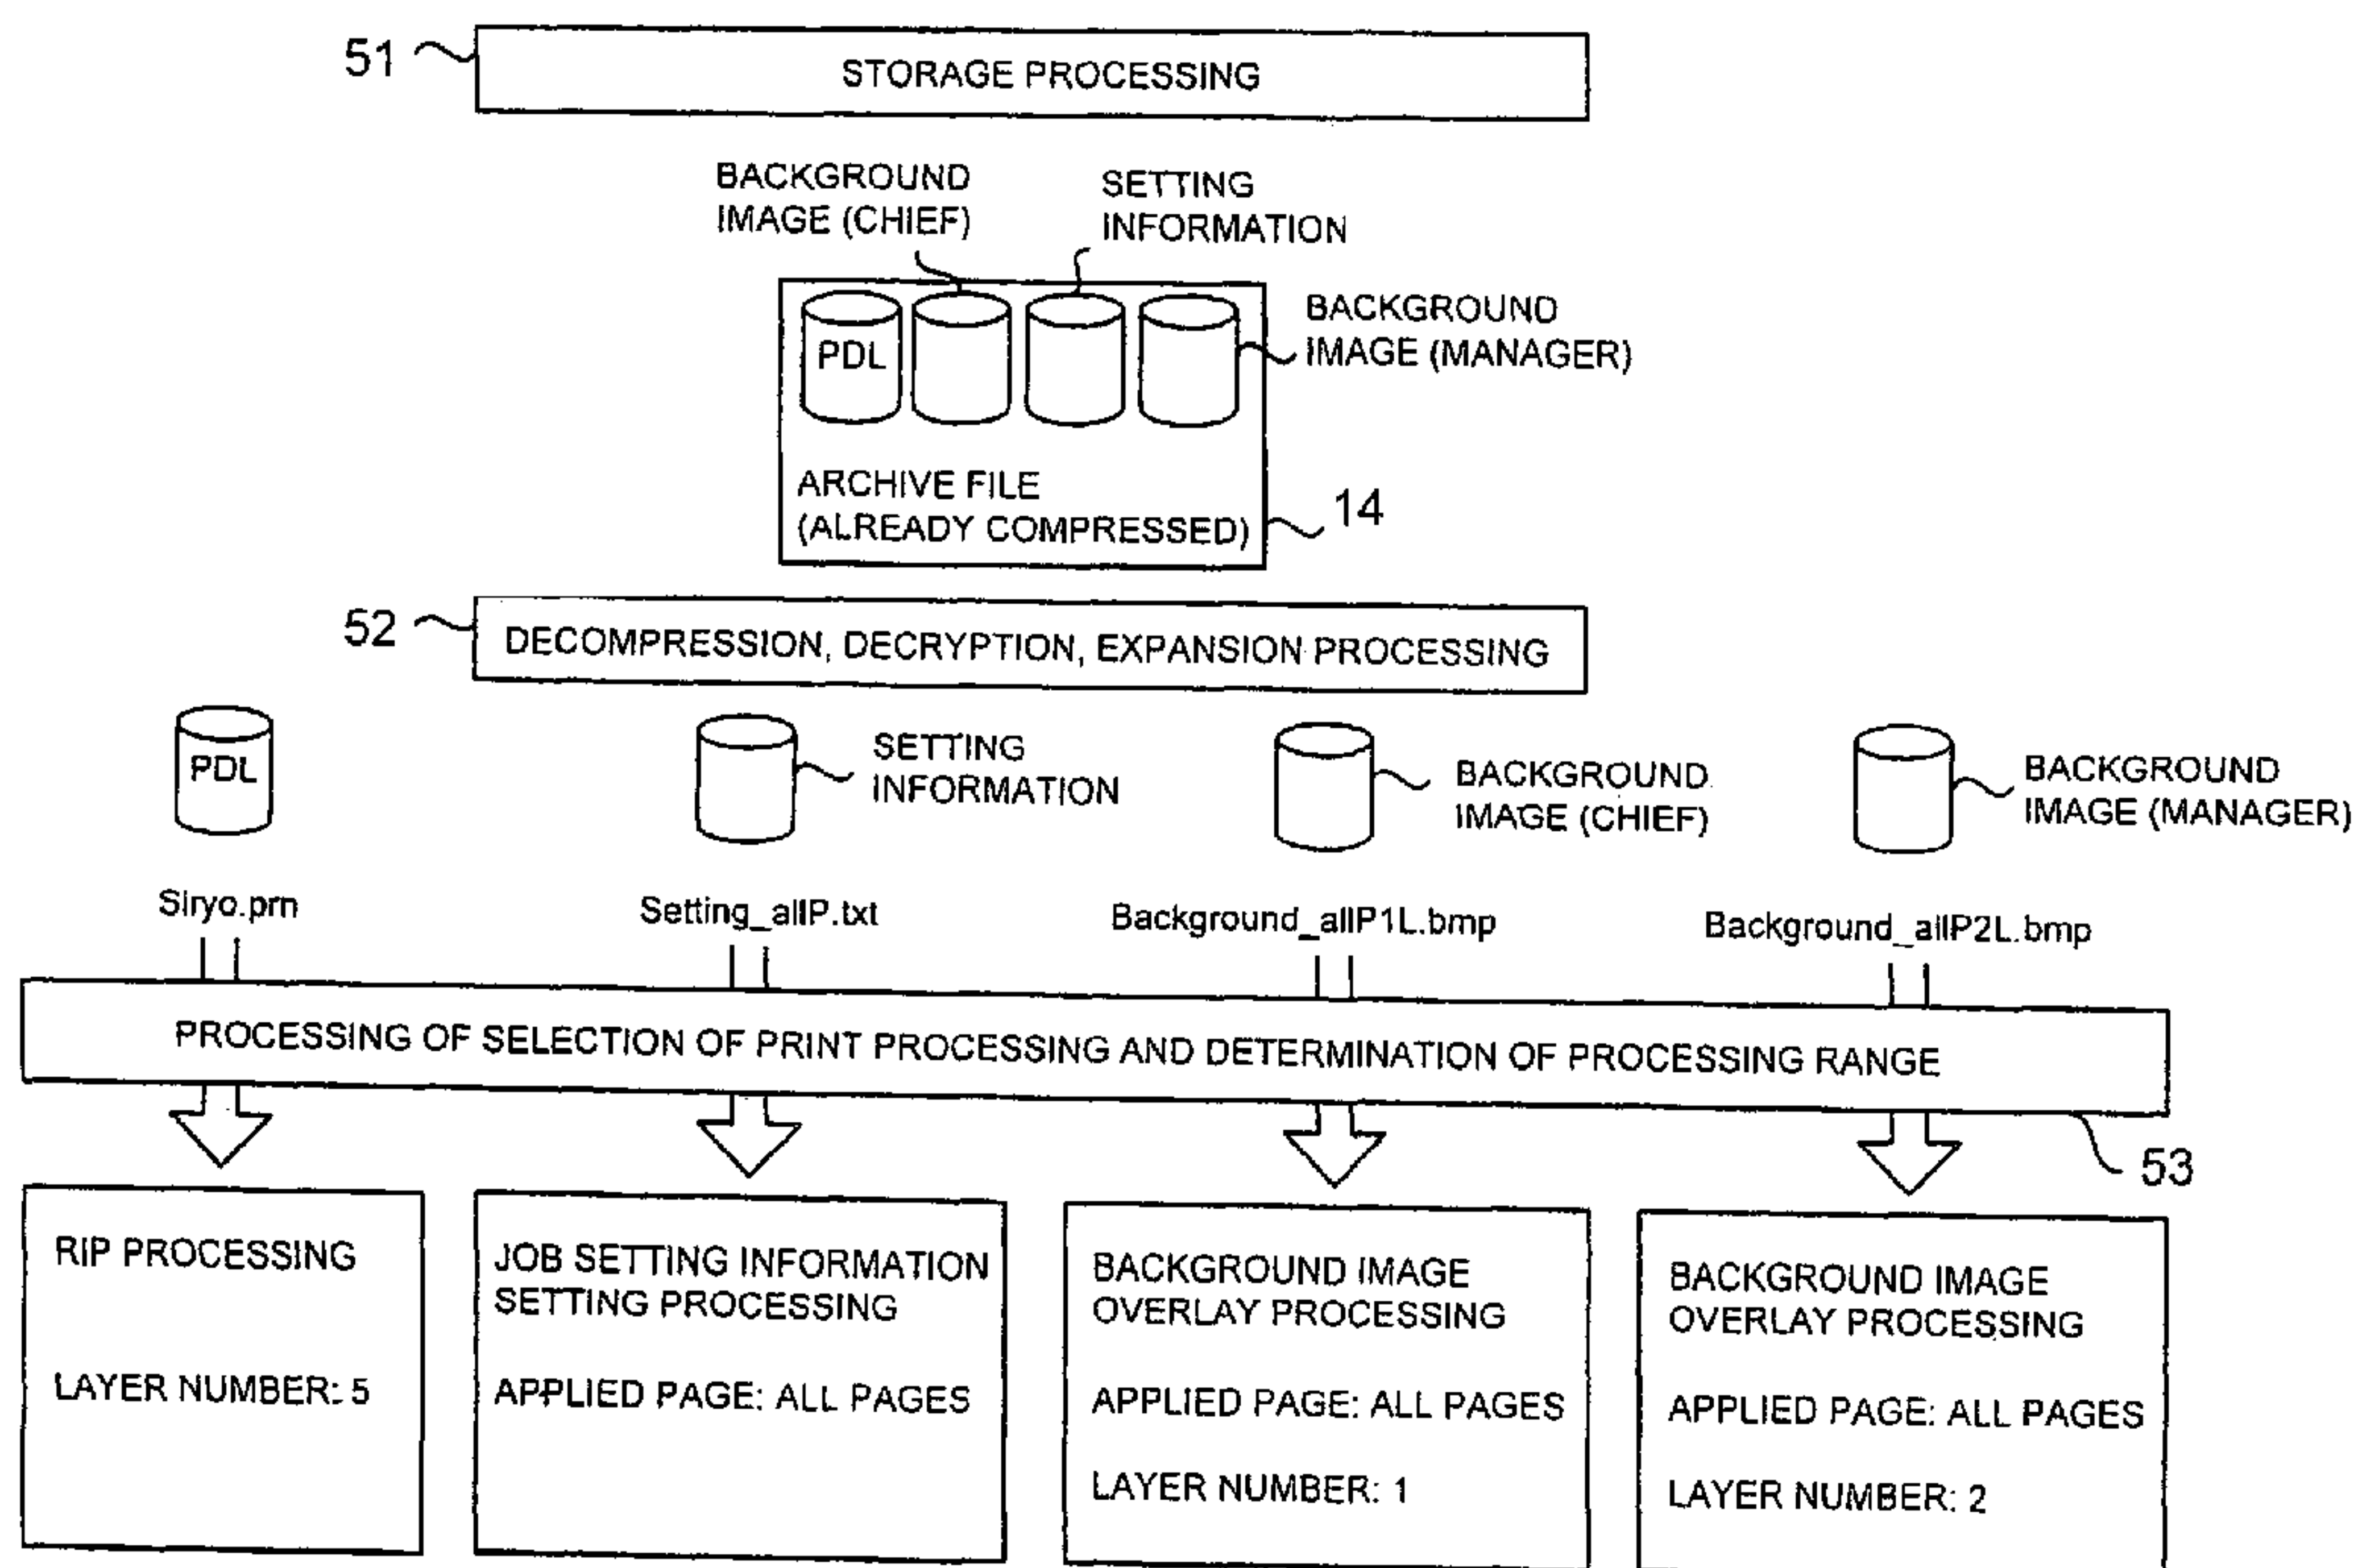 51
STORAGE PROCESSING
BACKGROUND
IMAGE (CHIEF)
SETTING
INFORMATION
PDL
BACKGROUND
IMAGE (MANAGER)
ARCHIVE FILE
(ALREADY COMPRESSED)
14
52
DECOMPRESSION, DECRYPTION, EXPANSION PROCESSING
PDL
SETTING
INFORMATION
BACKGROUND
IMAGE (CHIEF)
BACKGROUND
IMAGE (MANAGER)
Siryo.prn
Setting_allP.txt
Background_allP1L.bmp
Background_allP2L.bmp
PROCESSING OF SELECTION OF PRINT PROCESSING AND DETERMINATION OF PROCESSING RANGE
53
RIP PROCESSING
LAYER NUMBER: 5
JOB SETTING INFORMATION
SETTING PROCESSING
APPLIED PAGE: ALL PAGES
BACKGROUND IMAGE
OVERLAY PROCESSING
APPLIED PAGE: ALL PAGES
LAYER NUMBER: 1
BACKGROUND IMAGE
OVERLAY PROCESSING
APPLIED PAGE: ALL PAGES
LAYER NUMBER: 2